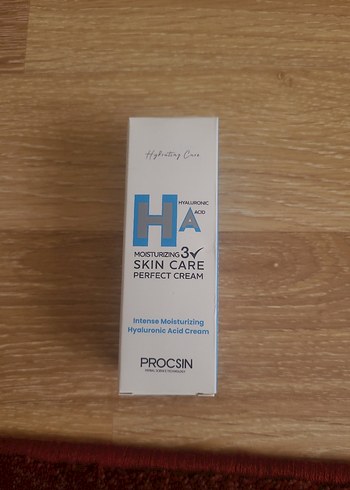 Hydrating Care
HA
HYALURONIC
ACID
MOISTURIZING 3✓
SKIN CARE
PERFECT CREAM
Intense Moisturizing
Hyaluronic Acid Cream
PROCSIN